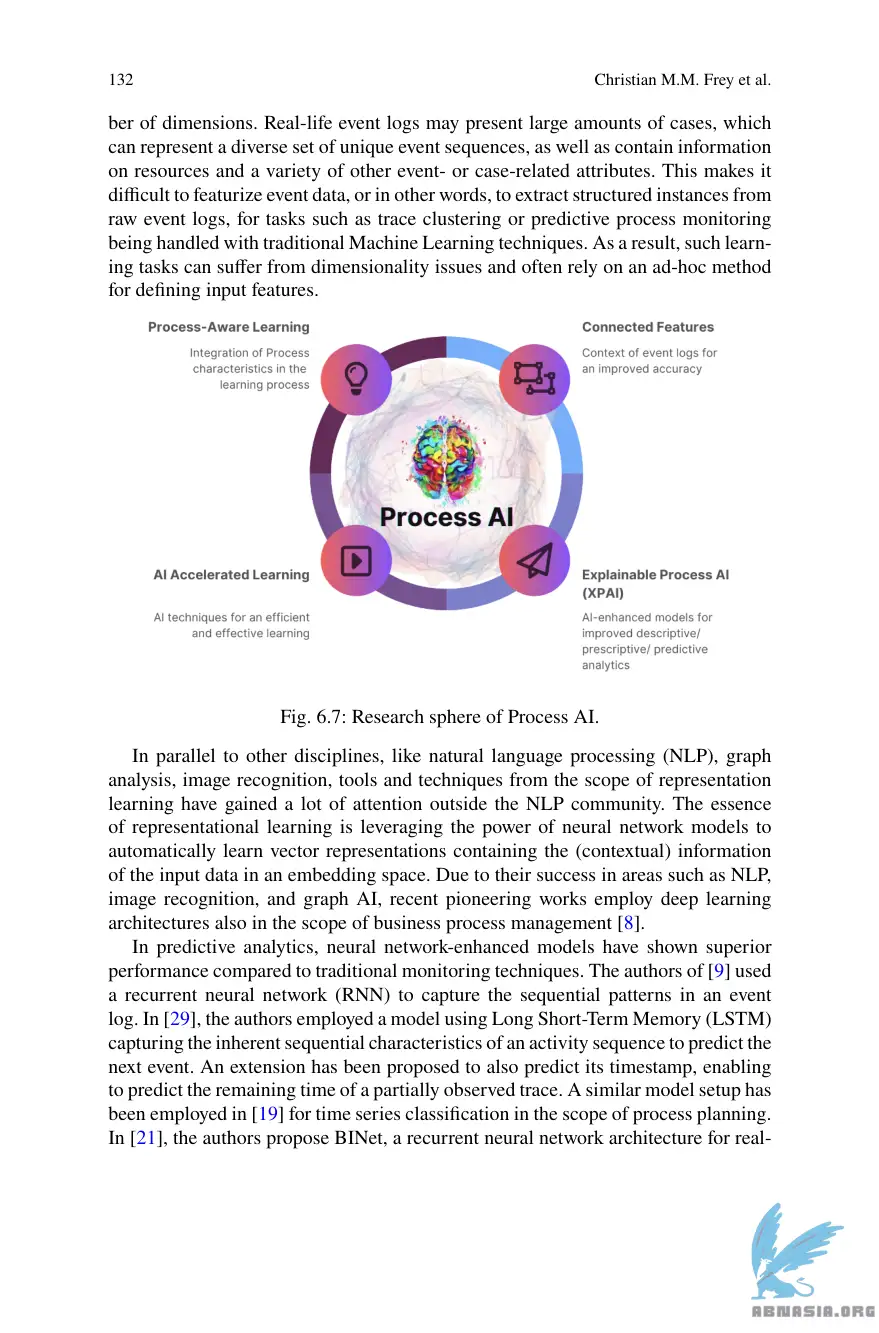 132
Christian M.M. Frey et al.
ber of dimensions. Real-life event logs may present large amounts of cases, which
can represent a diverse set of unique event sequences, as well as contain information
on resources and a variety of other event- or case-related attributes. This makes it
difficult to featurize event data, or in other words, to extract structured instances from
raw event logs, for tasks such as trace clustering or predictive process monitoring
being handled with traditional Machine Learning techniques. As a result, such learn-
ing tasks can suffer from dimensionality issues and often rely on an ad-hoc method
for defining input features.
Process-Aware Learning
Integration of Process
characteristics in the
learning process
Connected Features
Context of event logs for
an improved accuracy
Process AI
AI Accelerated Learning
AI techniques for an efficient
and effective learning
Explainable Process AI
(XPAI)
AI-enhanced models for
improved descriptive/
prescriptive/ predictive
analytics
Fig. 6.7: Research sphere of Process AI.
In parallel to other disciplines, like natural language processing (NLP), graph
analysis, image recognition, tools and techniques from the scope of representation
learning have gained a lot of attention outside the NLP community. The essence
of representational learning is leveraging the power of neural network models to
automatically learn vector representations containing the (contextual) information
of the input data in an embedding space. Due to their success in areas such as NLP,
image recognition, and graph AI, recent pioneering works employ deep learning
architectures also in the scope of business process management [8].
In predictive analytics, neural network-enhanced models have shown superior
performance compared to traditional monitoring techniques. The authors of [9] used
a recurrent neural network (RNN) to capture the sequential patterns in an event
log. In [29], the authors employed a model using Long Short-Term Memory (LSTM)
capturing the inherent sequential characteristics of an activity sequence to predict the
next event. An extension has been proposed to also predict its timestamp, enabling
to predict the remaining time of a partially observed trace. A similar model setup has
been employed in [19] for time series classification in the scope of process planning.
In [21], the authors propose BINet, a recurrent neural network architecture for real-
ABNASIA.ORG